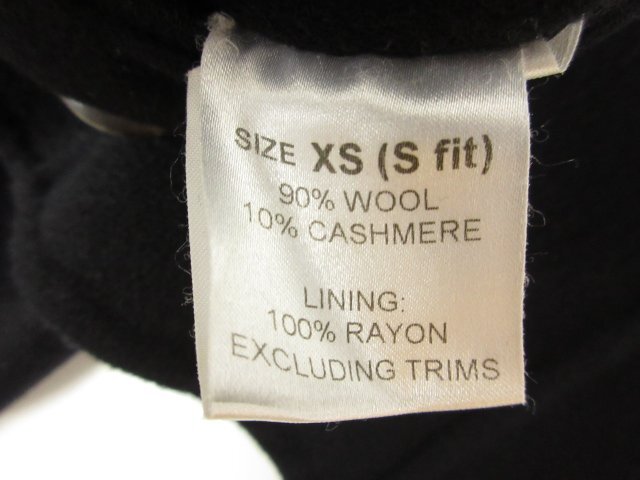 SIZE XS (S fit)
90% WOOL
10% CASHMERE
LINING:
100% RAYON
EXCLUDING TRIMS